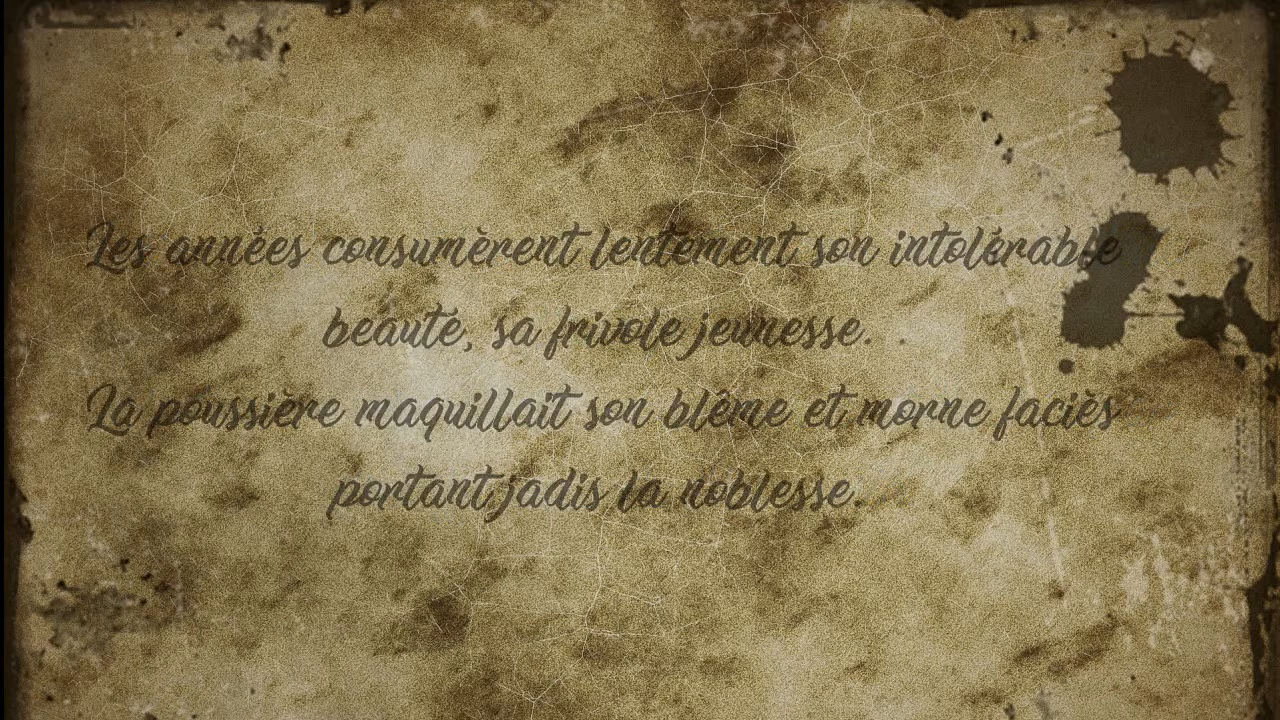 Les années consumèrent lentement son intolérable
beauté, sa frivole jeunesse. .
La poussière maquillait son blême et morne faciès
portant jadis la noblesse.